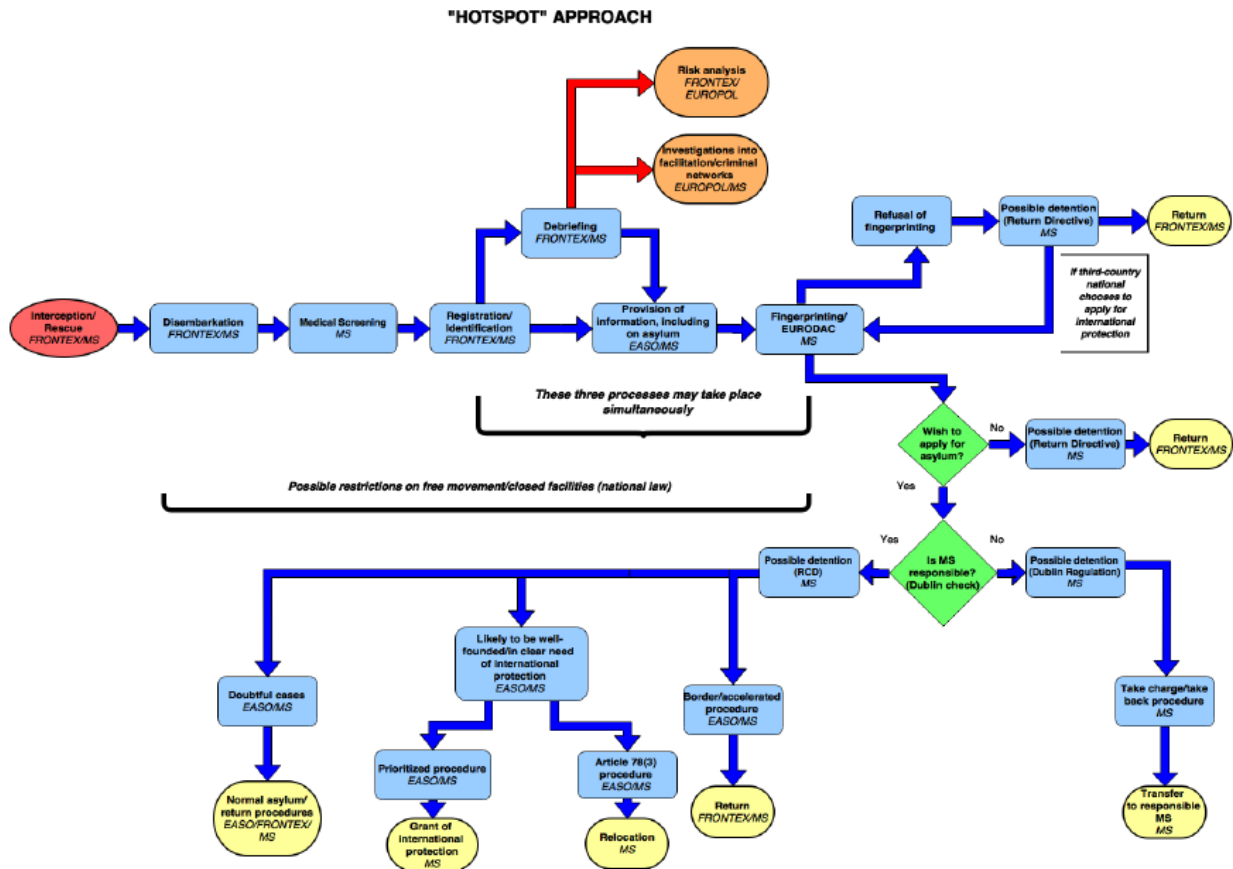 "HOTSPOT" APPROACH
Risk analysis
FRONTEX/
EUROPOL
Investigations into
facilitation/criminal
networks
EUROPOL/MS
Debriefing
FRONTEX/MS
Refusal of
fingerprinting
Possible detention
(Return Directive)
MS
Return
FRONTEX/MS
If third-country
national
chooses to
apply for
international
protection
Interception/
Rescue
FRONTEX/MS
Disembarkation
FRONTEX/MS
Medical Screening
MS
Registration/
Identification
FRONTEX/MS
Provision of
information, including
on asylum
EASO/MS
Fingerprinting/
EURODAC
MS
These three processes may take place
simultaneously
Wish to
apply for
asylum?
No
Possible detention
(Return Directive)
MS
Return
FRONTEX/MS
Possible restrictions on free movement/closed facilities (national law)
Yes
Yes
No
Possible detention
(RCD)
MS
Is MS
responsible?
(Dublin check)
Possible detention
(Dublin Regulation)
MS
Likely to be well-
founded/in clear need
of international
protection
EASO/MS
Doubtful cases
EASO/MS
Border/accelerated
procedure
EASO/MS
Take charge/take
back procedure
MS
Prioritized procedure
EASO/MS
Article 78(3)
procedure
EASO/MS
Normal asylum/
return procedures
EASO/FRONTEX/
MS
Grant of
international
protection
MS
Relocation
MS
Return
FRONTEX/MS
Transfer
to responsible
MS
MS